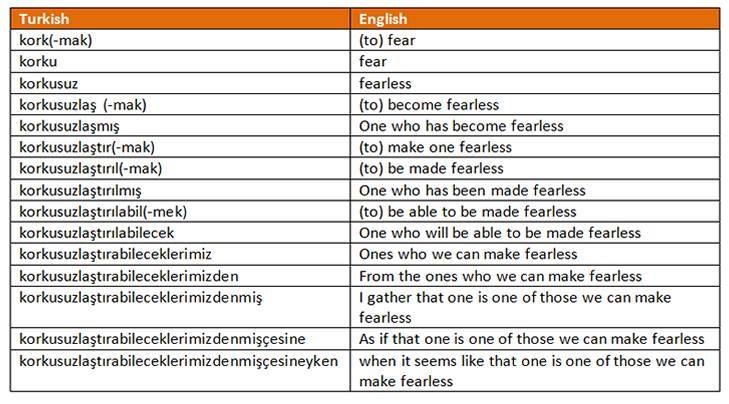 Turkish English
kork(-mak) (to) fear
korku fear
korkusuz fearless
korkusuzlaş (-mak) (to) become fearless
korkusuzlaşmış One who has become fearless
korkusuzlaştır(-mak) (to) make one fearless
korkusuzlaştırıl(-mak) (to) be made fearless
korkusuzlaştırılmış One who has been made fearless
korkusuzlaştırılabil(-mek) (to) be able to be made fearless
korkusuzlaştırılabilecek One who will be able to be made fearless
korkusuzlaştırabileceklerimiz Ones who we can make fearless
korkusuzlaştırabileceklerimizden From the ones who we can make fearless
korkusuzlaştırabileceklerimizdenmiş I gather that one is one of those we can make
fearless
korkusuzlaştırabileceklerimizdenmişçesine As if that one is one of those we can make fearless
korkusuzlaştırabileceklerimizdenmişçesineyken when it seems like that one is one of those we can
make fearless